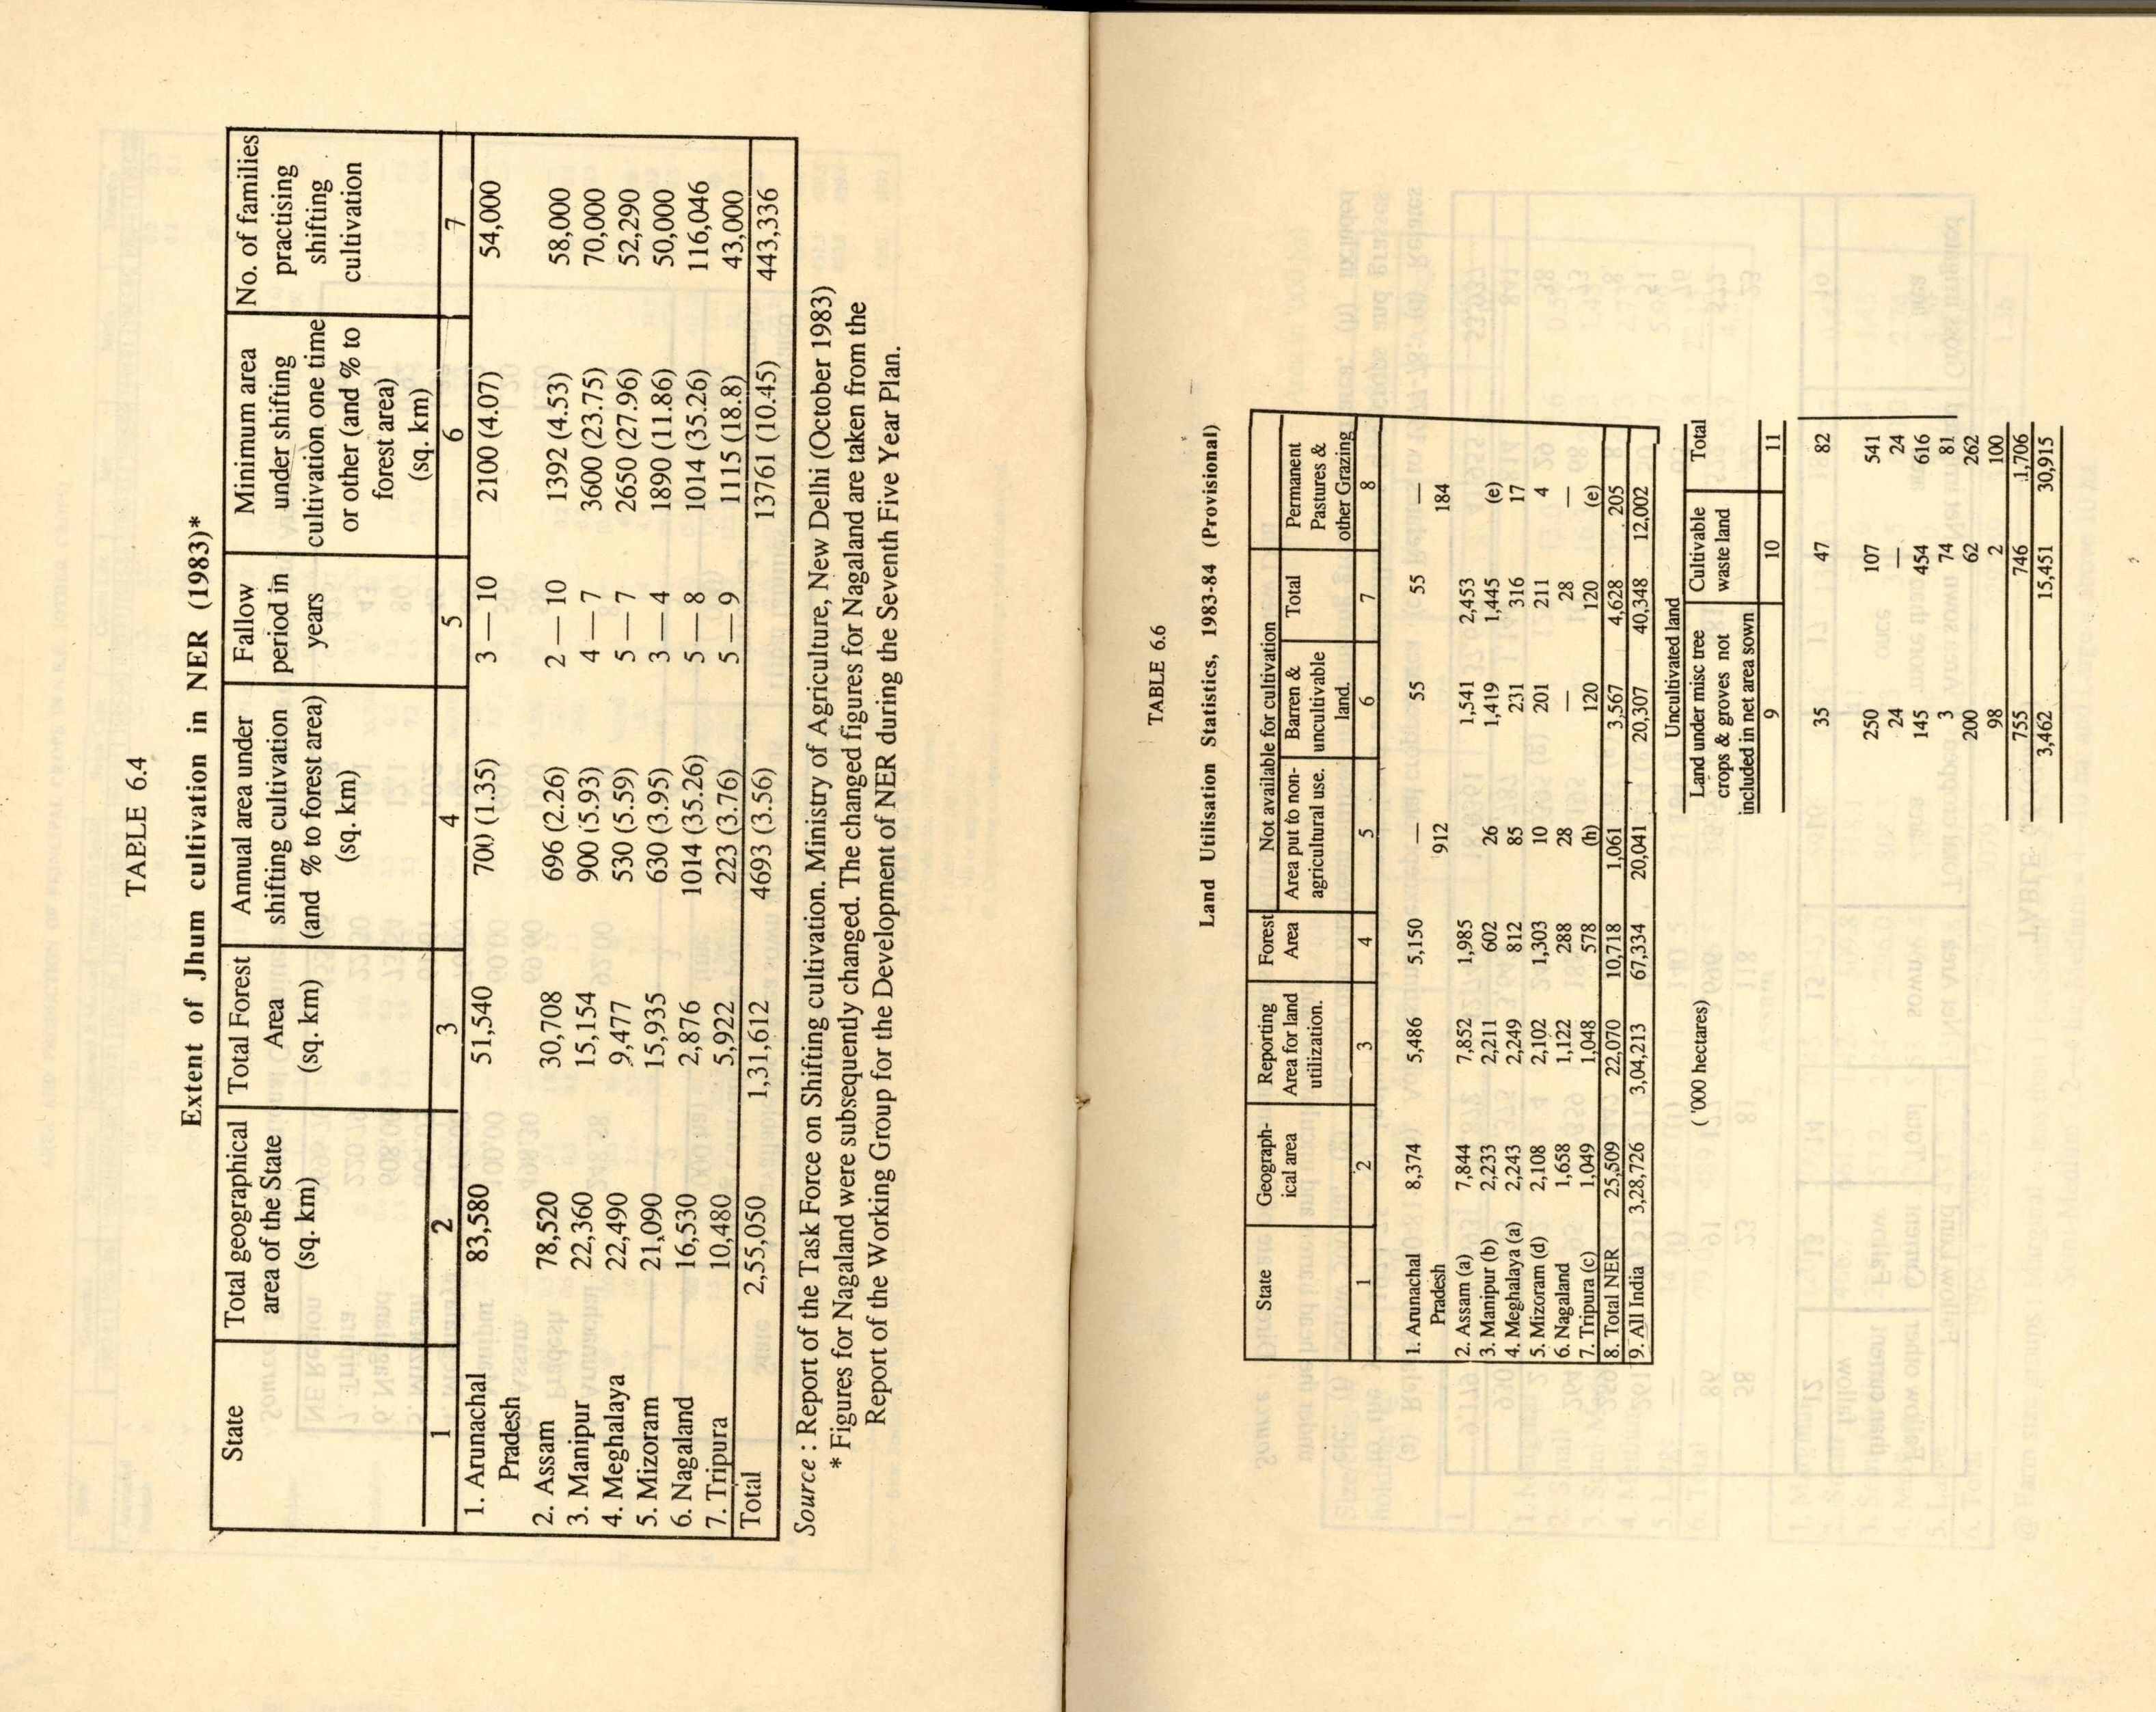 TABLE 6.4
Extent of Jhum cultivation in NER (1983)*
State | Total geographical area of the State (sq. km) | Total Forest Area (sq. km) | Annual area under shifting cultivation (and % to forest area) (sq. km) | Fallow period in years | Minimum area under shifting cultivation one time or other (and % to forest area) (sq. km) | No. of families practising shifting cultivation
1 | 2 | 3 | 4 | 5 | 6 | 7
1. Arunachal Pradesh | 83,580 | 51,540 | 700 (1.35) | 3 — 10 | 2100 (4.07) | 54,000
2. Assam | 78,520 | 30,708 | 696 (2.26) | 2 — 10 | 1392 (4.53) | 58,000
3. Manipur | 22,360 | 15,154 | 900 (5.93) | 4 — 7 | 3600 (23.75) | 70,000
4. Meghalaya | 22,490 | 9,477 | 530 (5.59) | 5 — 7 | 2650 (27.96) | 52,290
5. Mizoram | 21,090 | 15,935 | 630 (3.95) | 3 — 4 | 1890 (11.86) | 50,000
6. Nagaland | 16,530 | 2,876 | 1014 (35.26) | 5 — 8 | 1014 (35.26) | 116,046
7. Tripura | 10,480 | 5,922 | 223 (3.76) | 5 — 9 | 1115 (18.8) | 43,000
Total | 2,55,050 | 1,31,612 | 4693 (3.56) | 13761 (10.45) | 443,336
Source : Report of the Task Force on Shifting cultivation. Ministry of Agriculture, New Delhi (October 1983)
* Figures for Nagaland were subsequently changed. The changed figures for Nagaland are taken from the
Report of the Working Group for the Development of NER during the Seventh Five Year Plan.
TABLE 6.6
Land Utilisation Statistics, 1983-84 (Provisional)
State | Geograph-ical area | Reporting Area for land utilization. | Forest Area | Not available for cultivation | Permanent Pastures & other Grazing
Area put to non-agricultural use. | Barren & uncultivable land. | Total
1 | 2 | 3 | 4 | 5 | 6 | 7 | 8
1. Arunachal | 8,374 | 5,486 | 5,150 | — | 55 | 55 | —
Pradesh | 912 | 184
2. Assam (a) | 7,844 | 7,852 | 1,985 | 1,541 | 2,453
3. Manipur (b) | 2,233 | 2,211 | 602 | 26 | 1,419 | 1,445 | (e)
4. Meghalaya (a) | 2,243 | 2,249 | 812 | 85 | 231 | 316 | 17
5. Mizoram (d) | 2,108 | 2,102 | 1,303 | 10 | 201 | 211 | 4
6. Nagaland | 1,658 | 1,122 | 288 | 28 | — | 28 | —
7. Tripura (c) | 1,049 | 1,048 | 578 | (h) | 120 | 120 | (e)
8. Total NER | 25,509 | 22,070 | 10,718 | 1,061 | 3,567 | 4,628 | 205
9. All India | 3,28,726 | 3,04,213 | 67,334 | 20,041 | 20,307 | 40,348 | 12,002
( '000 hectares)
Uncultivated land
Land under misc tree crops & groves not included in net area sown | Cultivable waste land | Total
9 | 10 | 11
35 | 47 | 82
250 | 107 | 541
24 | — | 24
145 | 454 | 616
3 | 74 | 81
200 | 62 | 262
98 | 2 | 100
755 | 746 | 1,706
3,462 | 15,451 | 30,915